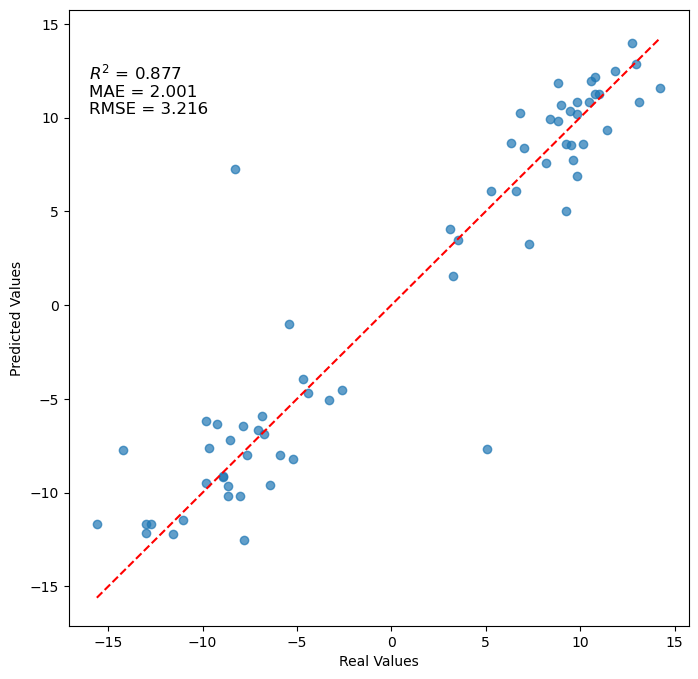 R² = 0.877
MAE = 2.001
RMSE = 3.216
15
10
5
0
−5
−10
−15
Predicted Values
−15 −10 −5 0 5 10 15
Real Values